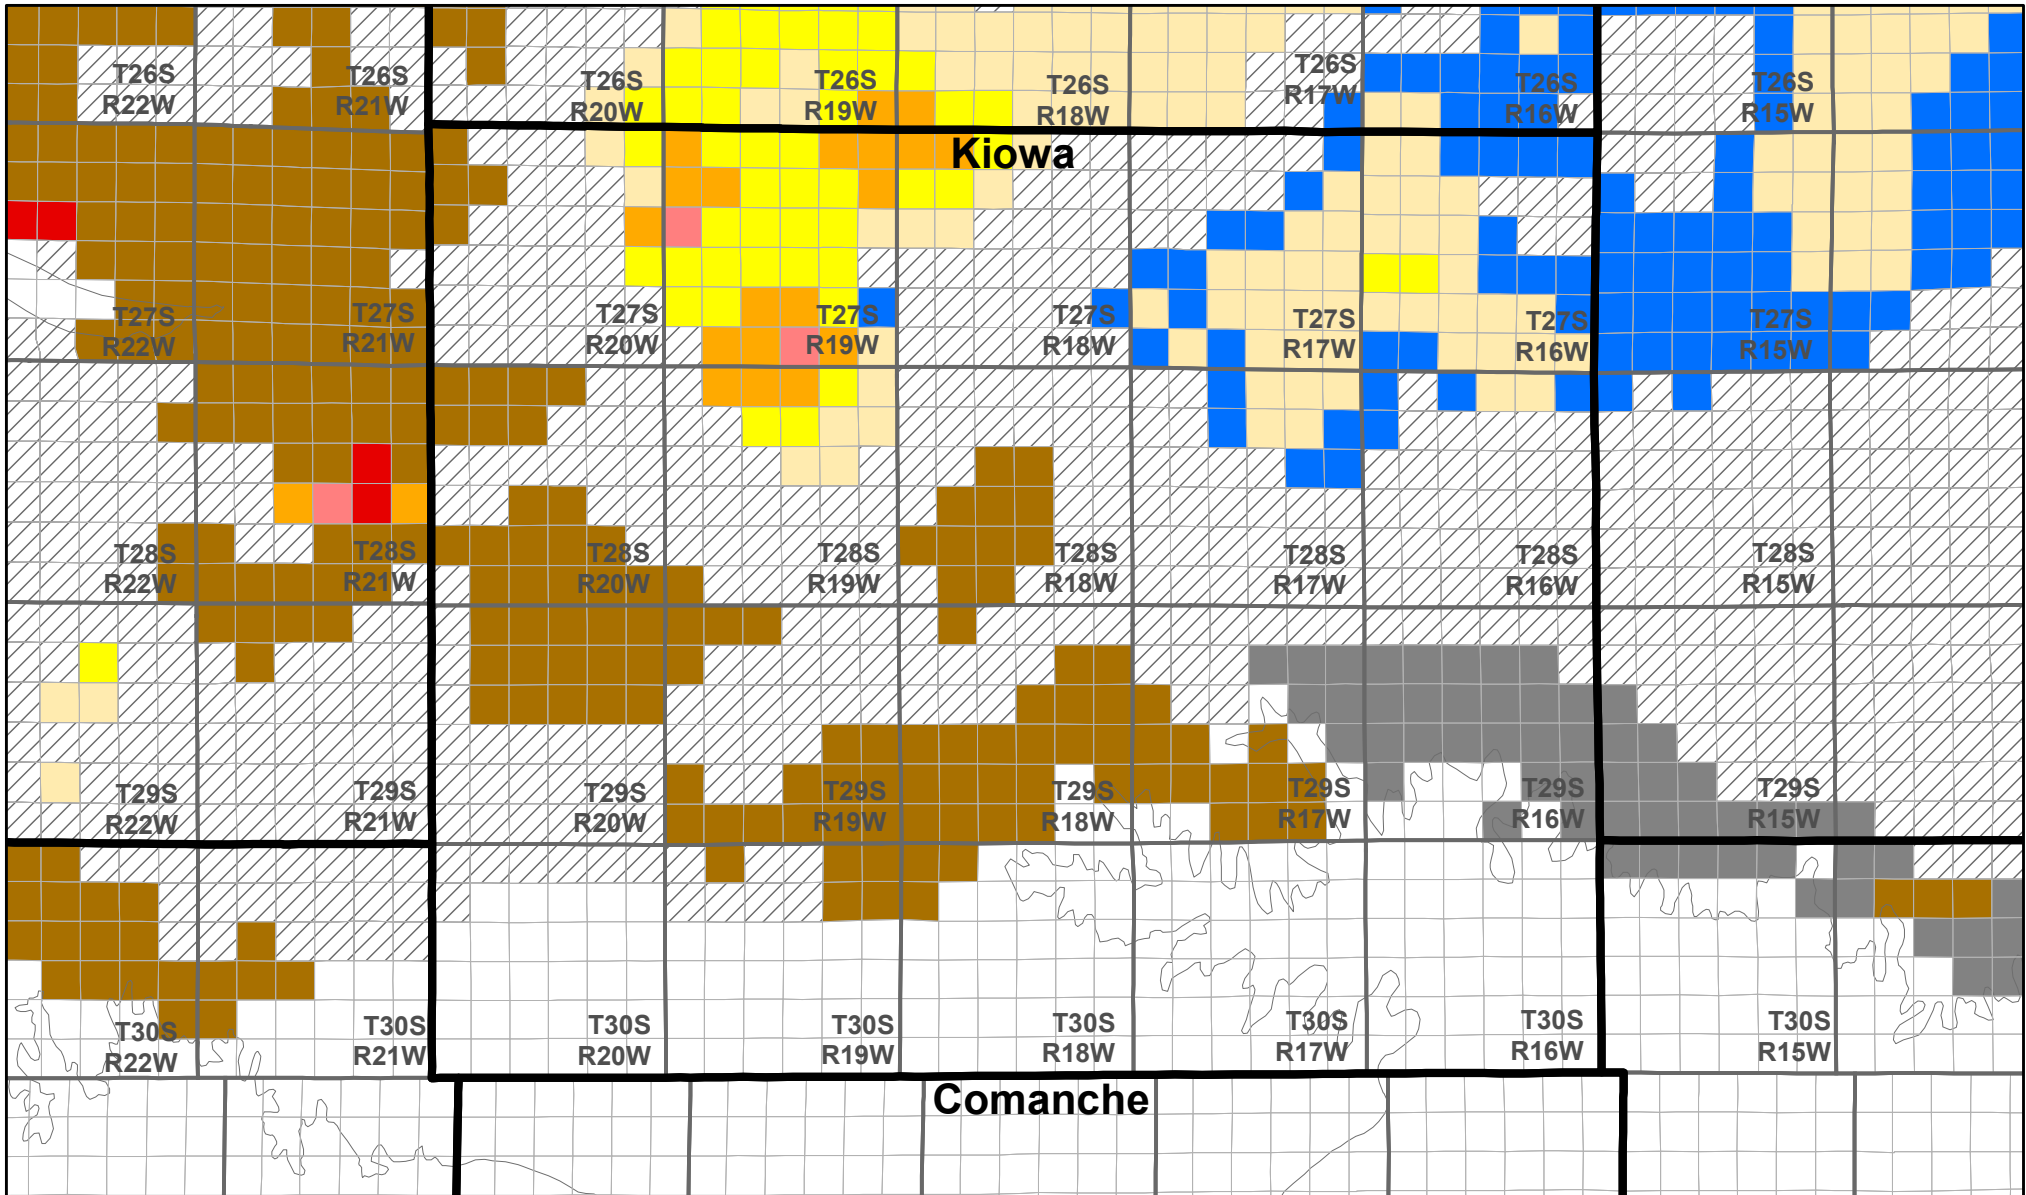 T26S
R22W
T26S
R21W
T26S
R20W
T26S
R19W
T26S
R18W
T26S
R17W
T26S
R16W
T26S
R15W
Kiowa
T27S
R22W
T27S
R21W
T27S
R20W
T27S
R19W
T27S
R18W
T27S
R17W
T27S
R16W
T27S
R15W
T28S
R22W
T28S
R21W
T28S
R20W
T28S
R19W
T28S
R18W
T28S
R17W
T28S
R16W
T28S
R15W
T29S
R22W
T29S
R21W
T29S
R20W
T29S
R19W
T29S
R18W
T29S
R17W
T29S
R16W
T29S
R15W
T30S
R22W
T30S
R21W
T30S
R20W
T30S
R19W
T30S
R18W
T30S
R17W
T30S
R16W
T30S
R15W
Comanche